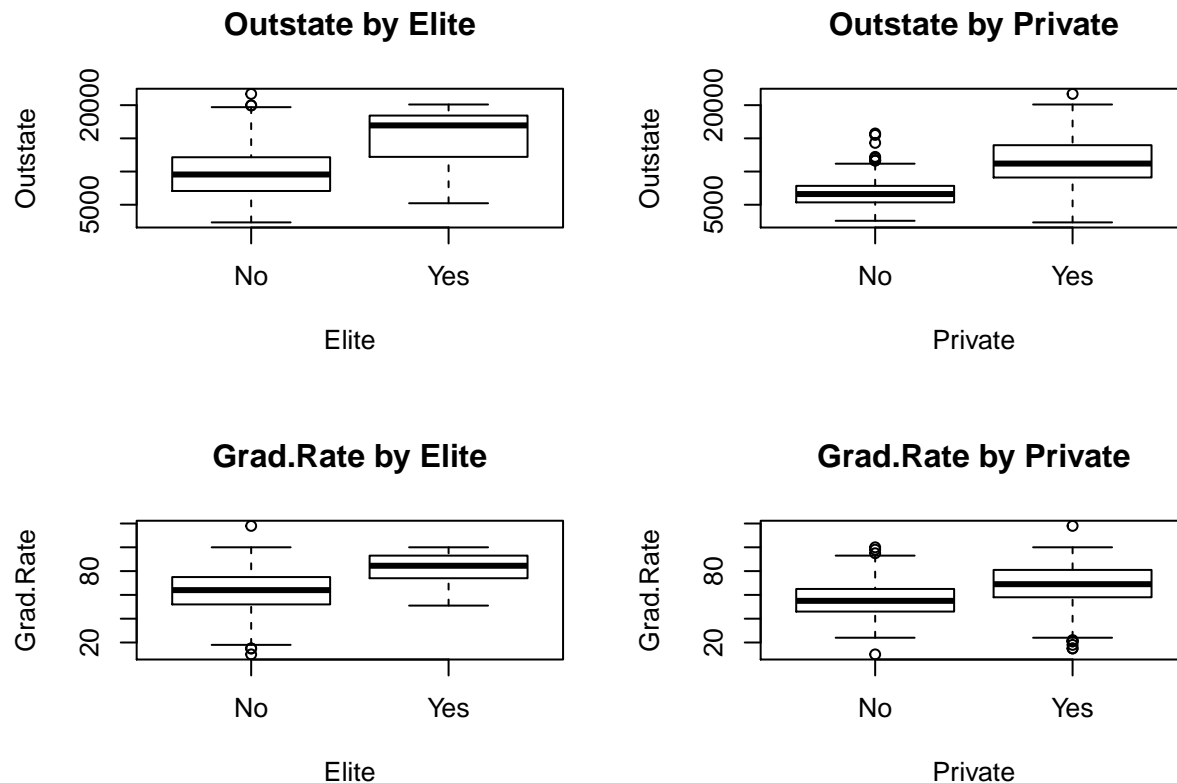 Outstate by Elite
Outstate
5000
20000
No
Yes
Elite
Outstate by Private
Outstate
5000
20000
No
Yes
Private
Grad.Rate by Elite
Grad.Rate
20
80
No
Yes
Elite
Grad.Rate by Private
Grad.Rate
20
80
No
Yes
Private